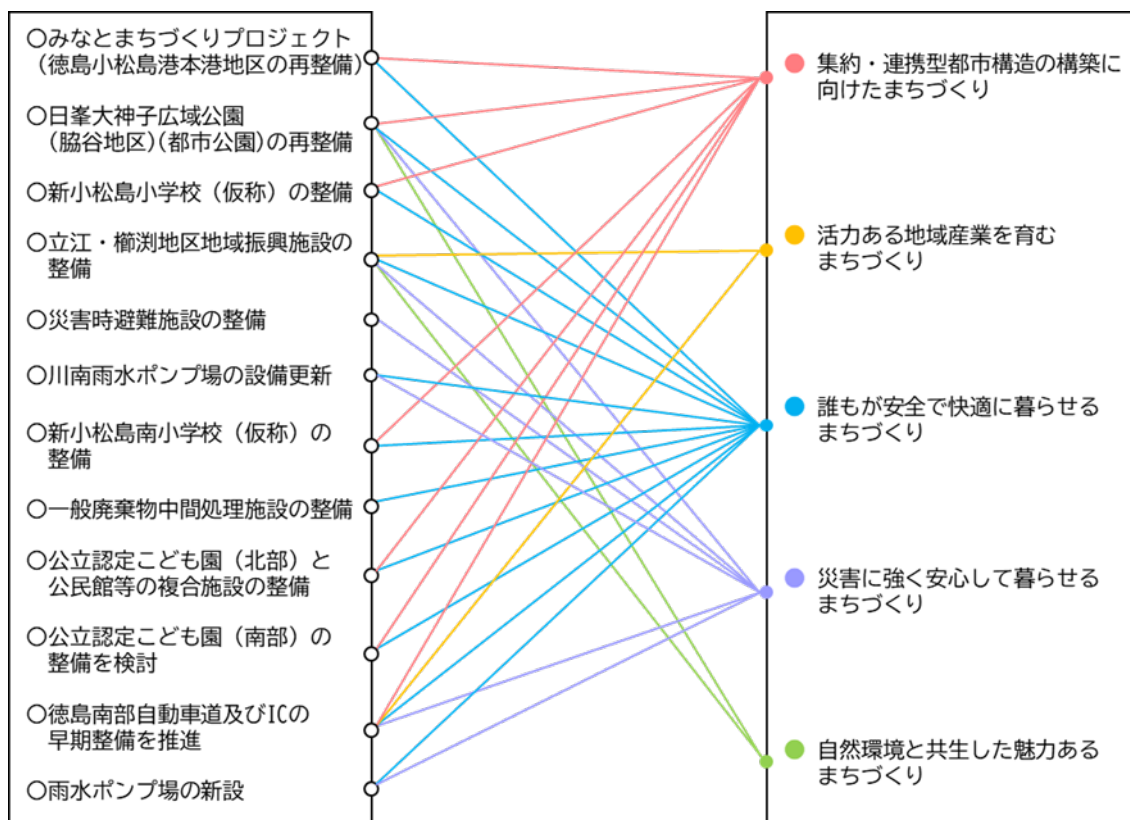 ○みなとまちづくりプロジェクト
(徳島小松島港本港地区の再整備)
○日峯大神子広域公園
(脇谷地区)(都市公園)の再整備
○新小松島小学校（仮称）の整備
○立江・櫛渕地区地域振興施設の
整備
○災害時避難施設の整備
○川南雨水ポンプ場の設備更新
○新小松島南小学校（仮称）の
整備
○一般廃棄物中間処理施設の整備
○公立認定こども園（北部）と
公民館等の複合施設の整備
○公立認定こども園（南部）の
整備を検討
○徳島南部自動車道及びICの
早期整備を推進
○雨水ポンプ場の新設
集約・連携型都市構造の構築に
向けたまちづくり
活力ある地域産業を育む
まちづくり
誰もが安全で快適に暮らせる
まちづくり
災害に強く安心して暮らせる
まちづくり
自然環境と共生した魅力ある
まちづくり